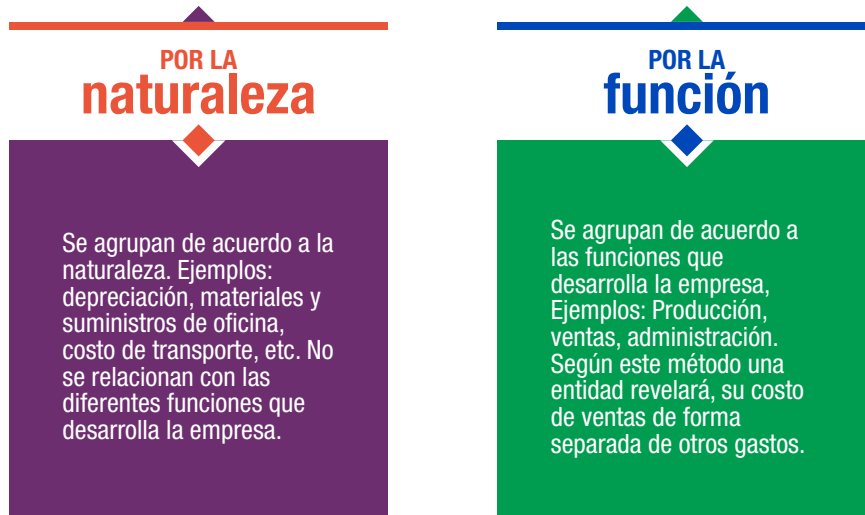 POR LA
naturaleza
Se agrupan de acuerdo a la
naturaleza. Ejemplos:
depreciación, materiales y
suministros de oficina,
costo de transporte, etc. No
se relacionan con las
diferentes funciones que
desarrolla la empresa.
POR LA
función
Se agrupan de acuerdo a
las funciones que
desarrolla la empresa,
Ejemplos: Producción,
ventas, administración.
Según este método una
entidad revelará, su costo
de ventas de forma
separada de otros gastos.